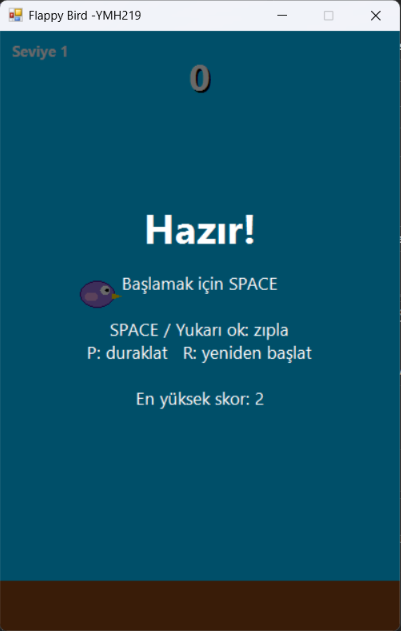 Flappy Bird -YMH219
Seviye 1
0
Hazır!
Başlamak için SPACE
SPACE / Yukarı ok: zıpla
P: duraklat   R: yeniden başlat
En yüksek skor: 2